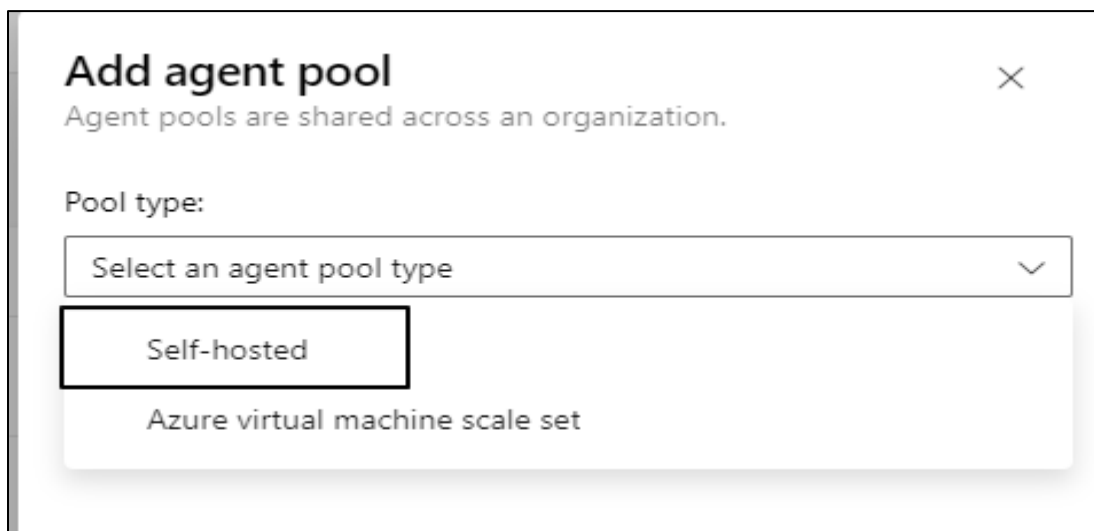 Add agent pool
Agent pools are shared across an organization.
Pool type:
Select an agent pool type
Self-hosted
Azure virtual machine scale set